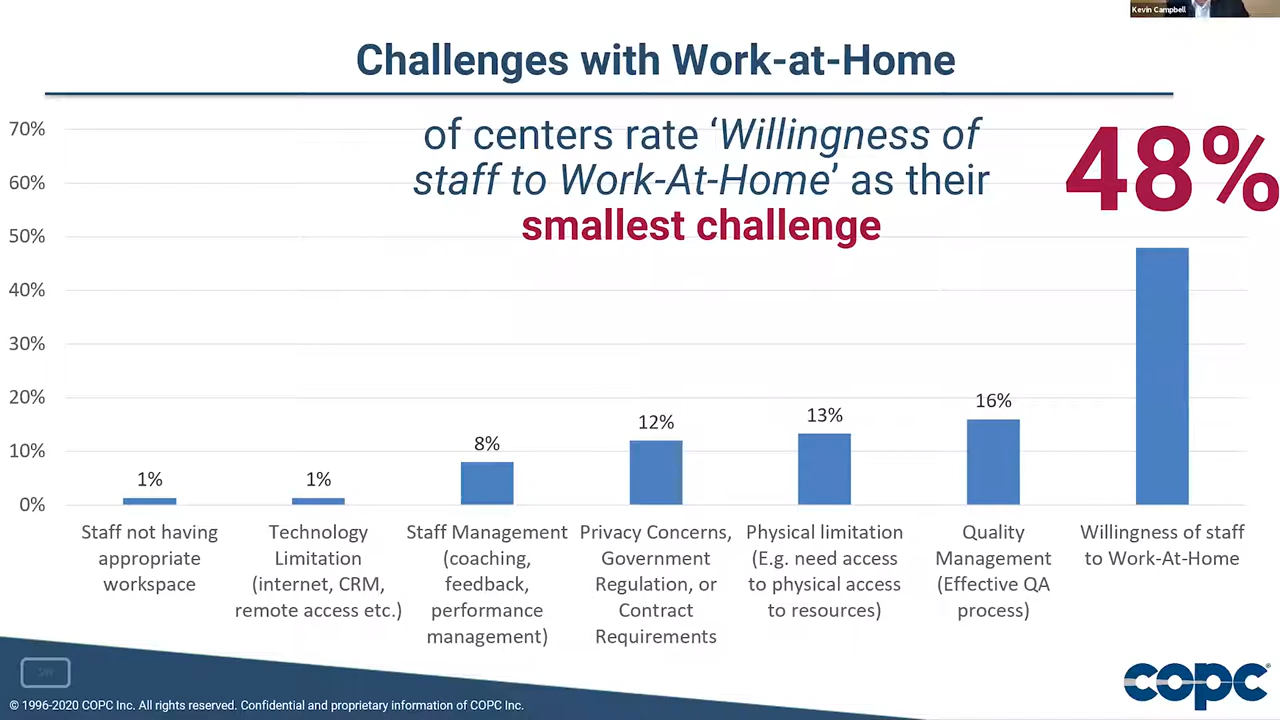 Kevin Campbell
Challenges with Work-at-Home
of centers rate ‘Willingness of
staff to Work-At-Home’ as their
smallest challenge
48%
70%
60%
50%
40%
30%
20%
10%
0%
1%
1%
8%
12%
13%
16%
Staff not having
appropriate
workspace
Technology
Limitation
(internet, CRM,
remote access etc.)
Staff Management
(coaching,
feedback,
performance
management)
Privacy Concerns,
Government
Regulation, or
Contract
Requirements
Physical limitation
(E.g. need access
to physical access
to resources)
Quality
Management
(Effective QA
process)
Willingness of staff
to Work-At-Home
© 1996-2020 COPC Inc. All rights reserved. Confidential and proprietary information of COPC Inc.
copc®